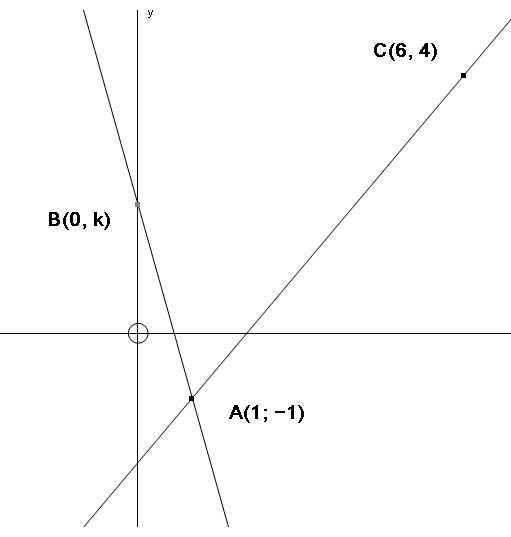 y
C(6, 4)
B(0, k)
A(1; −1)